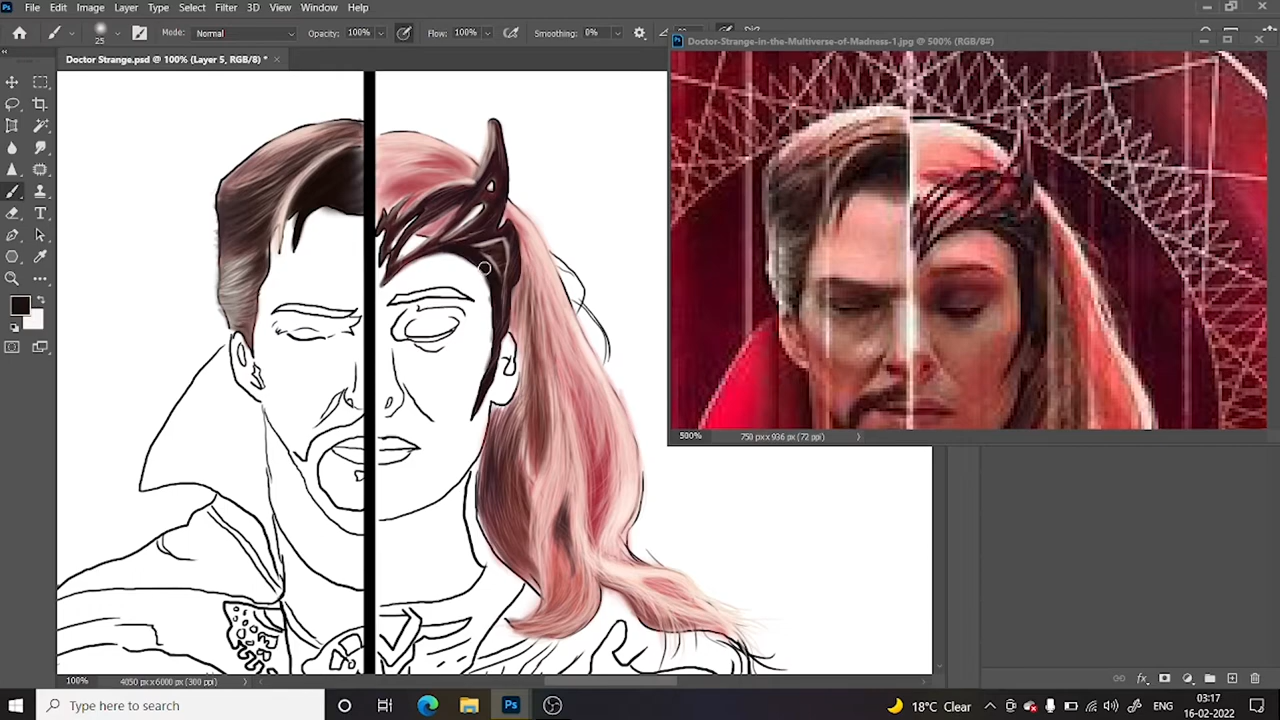 Ps File Edit Image Layer Type Select Filter 3D View Window Help
25 Mode: Normal Opacity: 100% Flow: 100% Smoothing: 0%
Doctor Strange.psd @ 100% (Layer 5, RGB/8) *
Doctor-Strange-in-the-Multiverse-of-Madness-1.jpg @ 500% (RGB/8#)
500% 750 px x 936 px (72 ppi)
100% 4050 px x 6000 px (300 ppi)
Type here to search
Ps
18°C Clear
ENG
03:17
16-02-2022